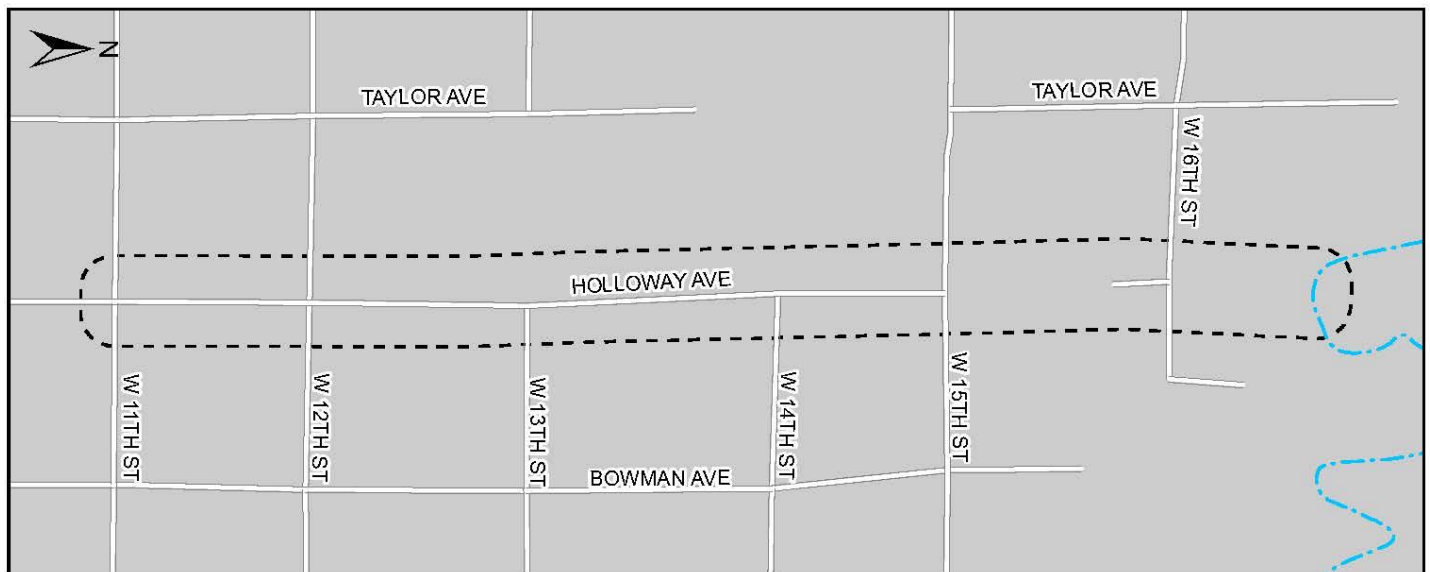 N
TAYLOR AVE
TAYLOR AVE
W 16TH ST
HOLLOWAY AVE
W 11TH ST
W 12TH ST
W 13TH ST
W 14TH ST
W 15TH ST
BOWMAN AVE